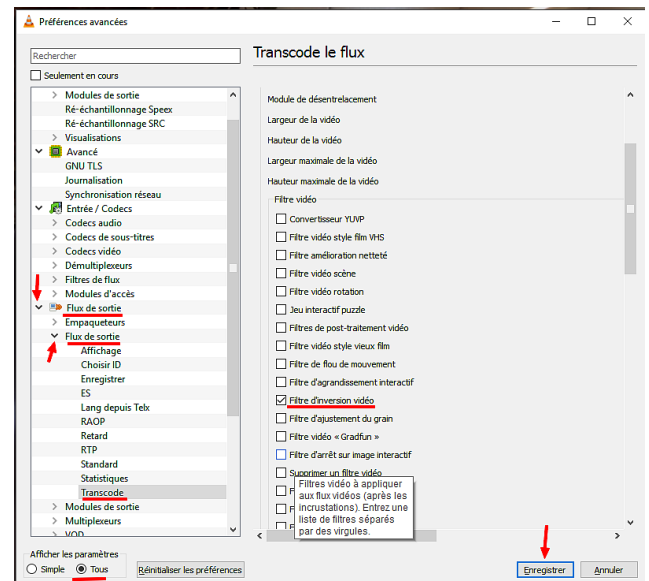 Préférences avancées
Rechercher
Seulement en cours
Modules de sortie
Ré-échantillonnage Speex
Ré-échantillonnage SRC
Visualisations
Avancé
GNU TLS
Journalisation
Synchronisation réseau
Entrée / Codecs
Codecs audio
Codecs de sous-titres
Codecs vidéo
Démultiplexeurs
Filtres de flux
Modules d'accès
Flux de sortie
Empaqueteurs
Flux de sortie
Affichage
Choisir ID
Enregistrer
ES
Lang depuis Telx
RAOP
Retard
RTP
Standard
Statistiques
Transcode
Modules de sortie
Multiplexeurs
VOD
Transcode le flux
Module de désentrelacement
Largeur de la vidéo
Hauteur de la vidéo
Largeur maximale de la vidéo
Hauteur maximale de la vidéo
Filtre vidéo
Convertisseur YUVP
Filtre vidéo style film VHS
Filtre amélioration netteté
Filtre vidéo scène
Filtre vidéo rotation
Jeu interactif puzzle
Filtres de post-traitement vidéo
Filtre vidéo style vieux film
Filtre de flou de mouvement
Filtre d'agrandissement interactif
Filtre d'inversion vidéo
Filtre d'ajustement du grain
Filtre vidéo « Gradfun »
Filtre d'arrêt sur image interactif
Supprimer un filtre vidéo
Filtres vidéo à appliquer
aux flux vidéos (après les
incrustations). Entrez une
liste de filtres séparés
par des virgules.
Afficher les paramètres
Simple Tous
Réinitialiser les préférences
Enregistrer
Annuler